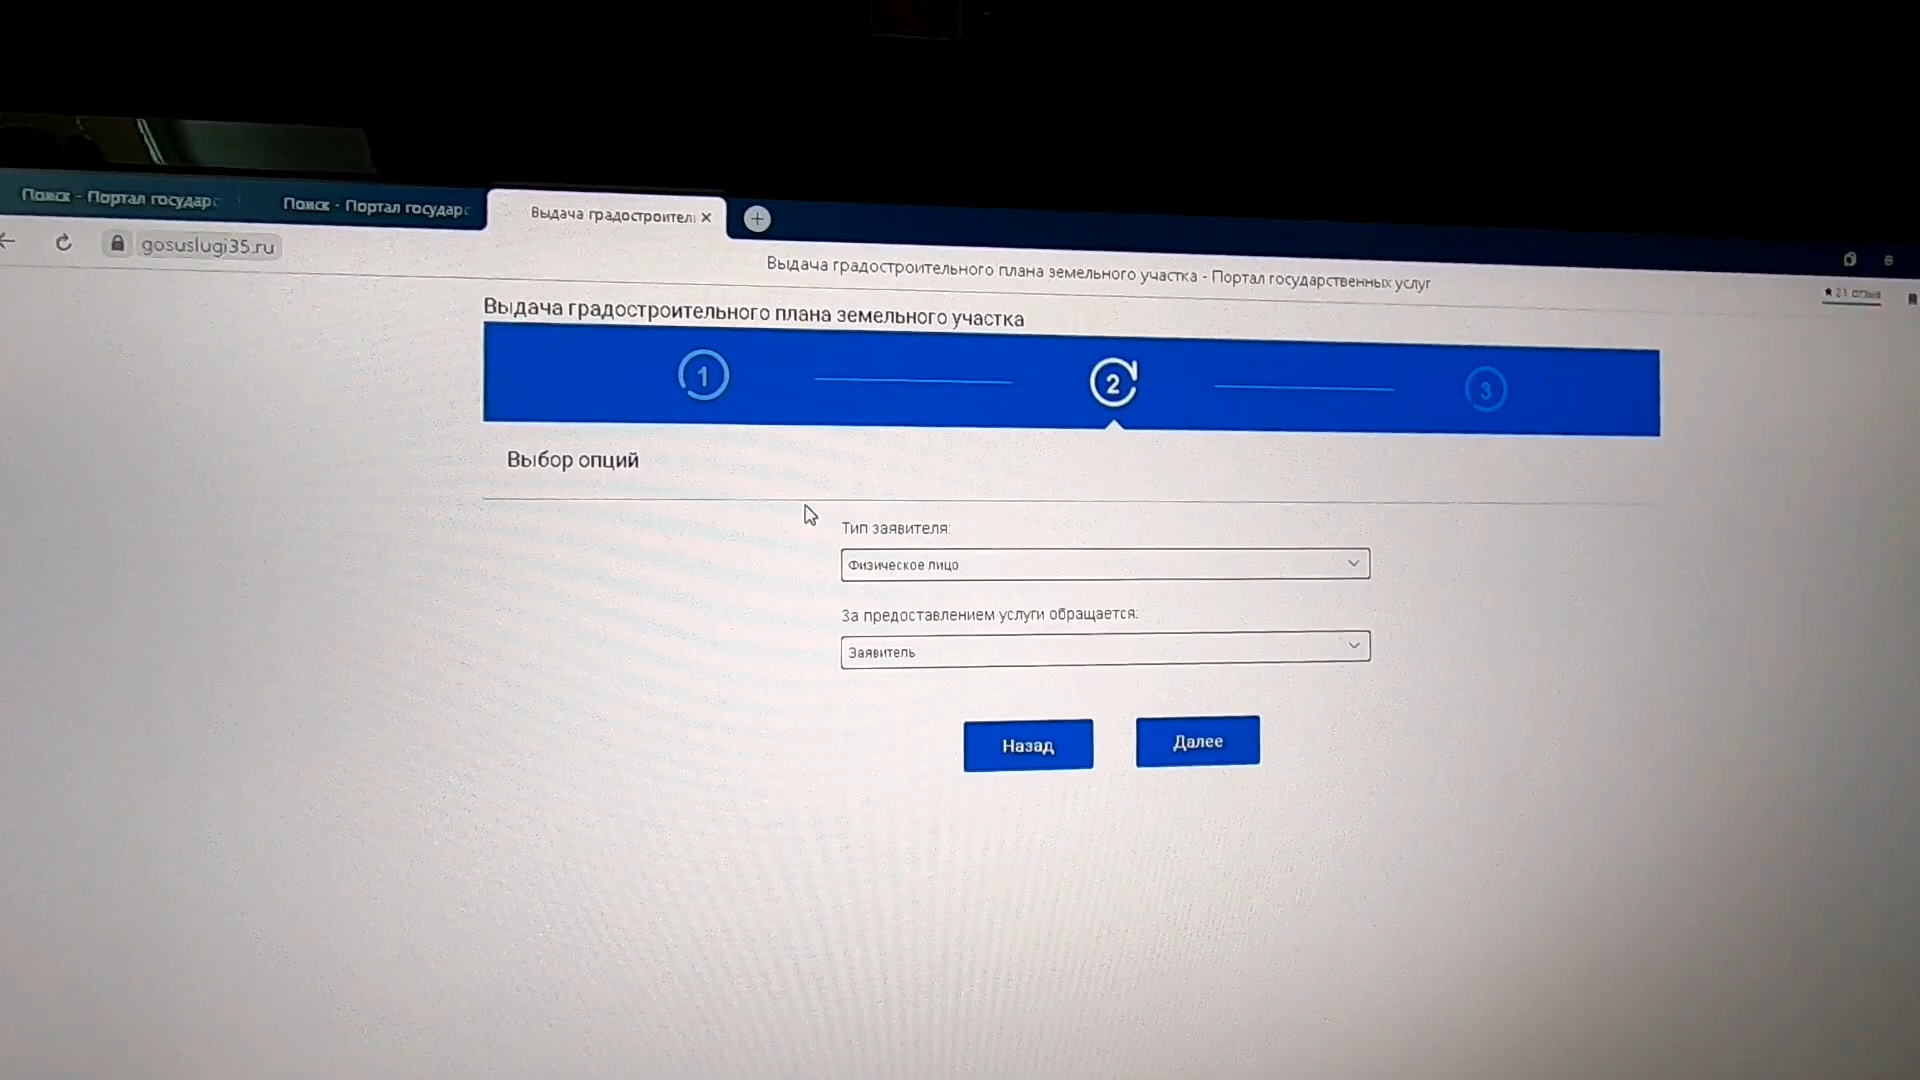 Поиск - Портал государс
Поиск - Портал государс
Выдача градостроител
gosuslugi35.ru
Выдача градостроительного плана земельного участка - Портал государственных услуг
★ 21 отзыв
Выдача градостроительного плана земельного участка
1
2
3
Выбор опций
Тип заявителя:
Физическое лицо
За предоставлением услуги обращается:
Заявитель
Назад
Далее